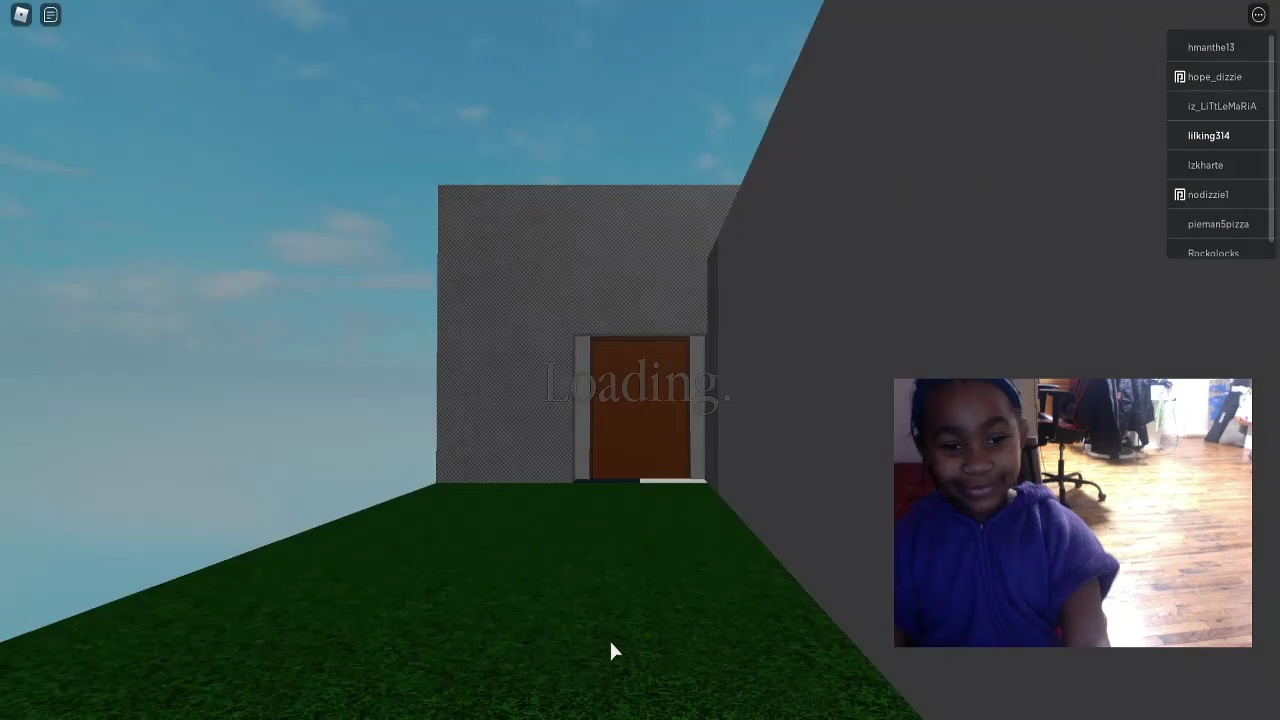 hmanthe13
hope_dizzie
iz_LiTtLeMaRiA
lilking314
lzkharte
nodizzie1
pieman5pizza
Rockolocks
Loading.